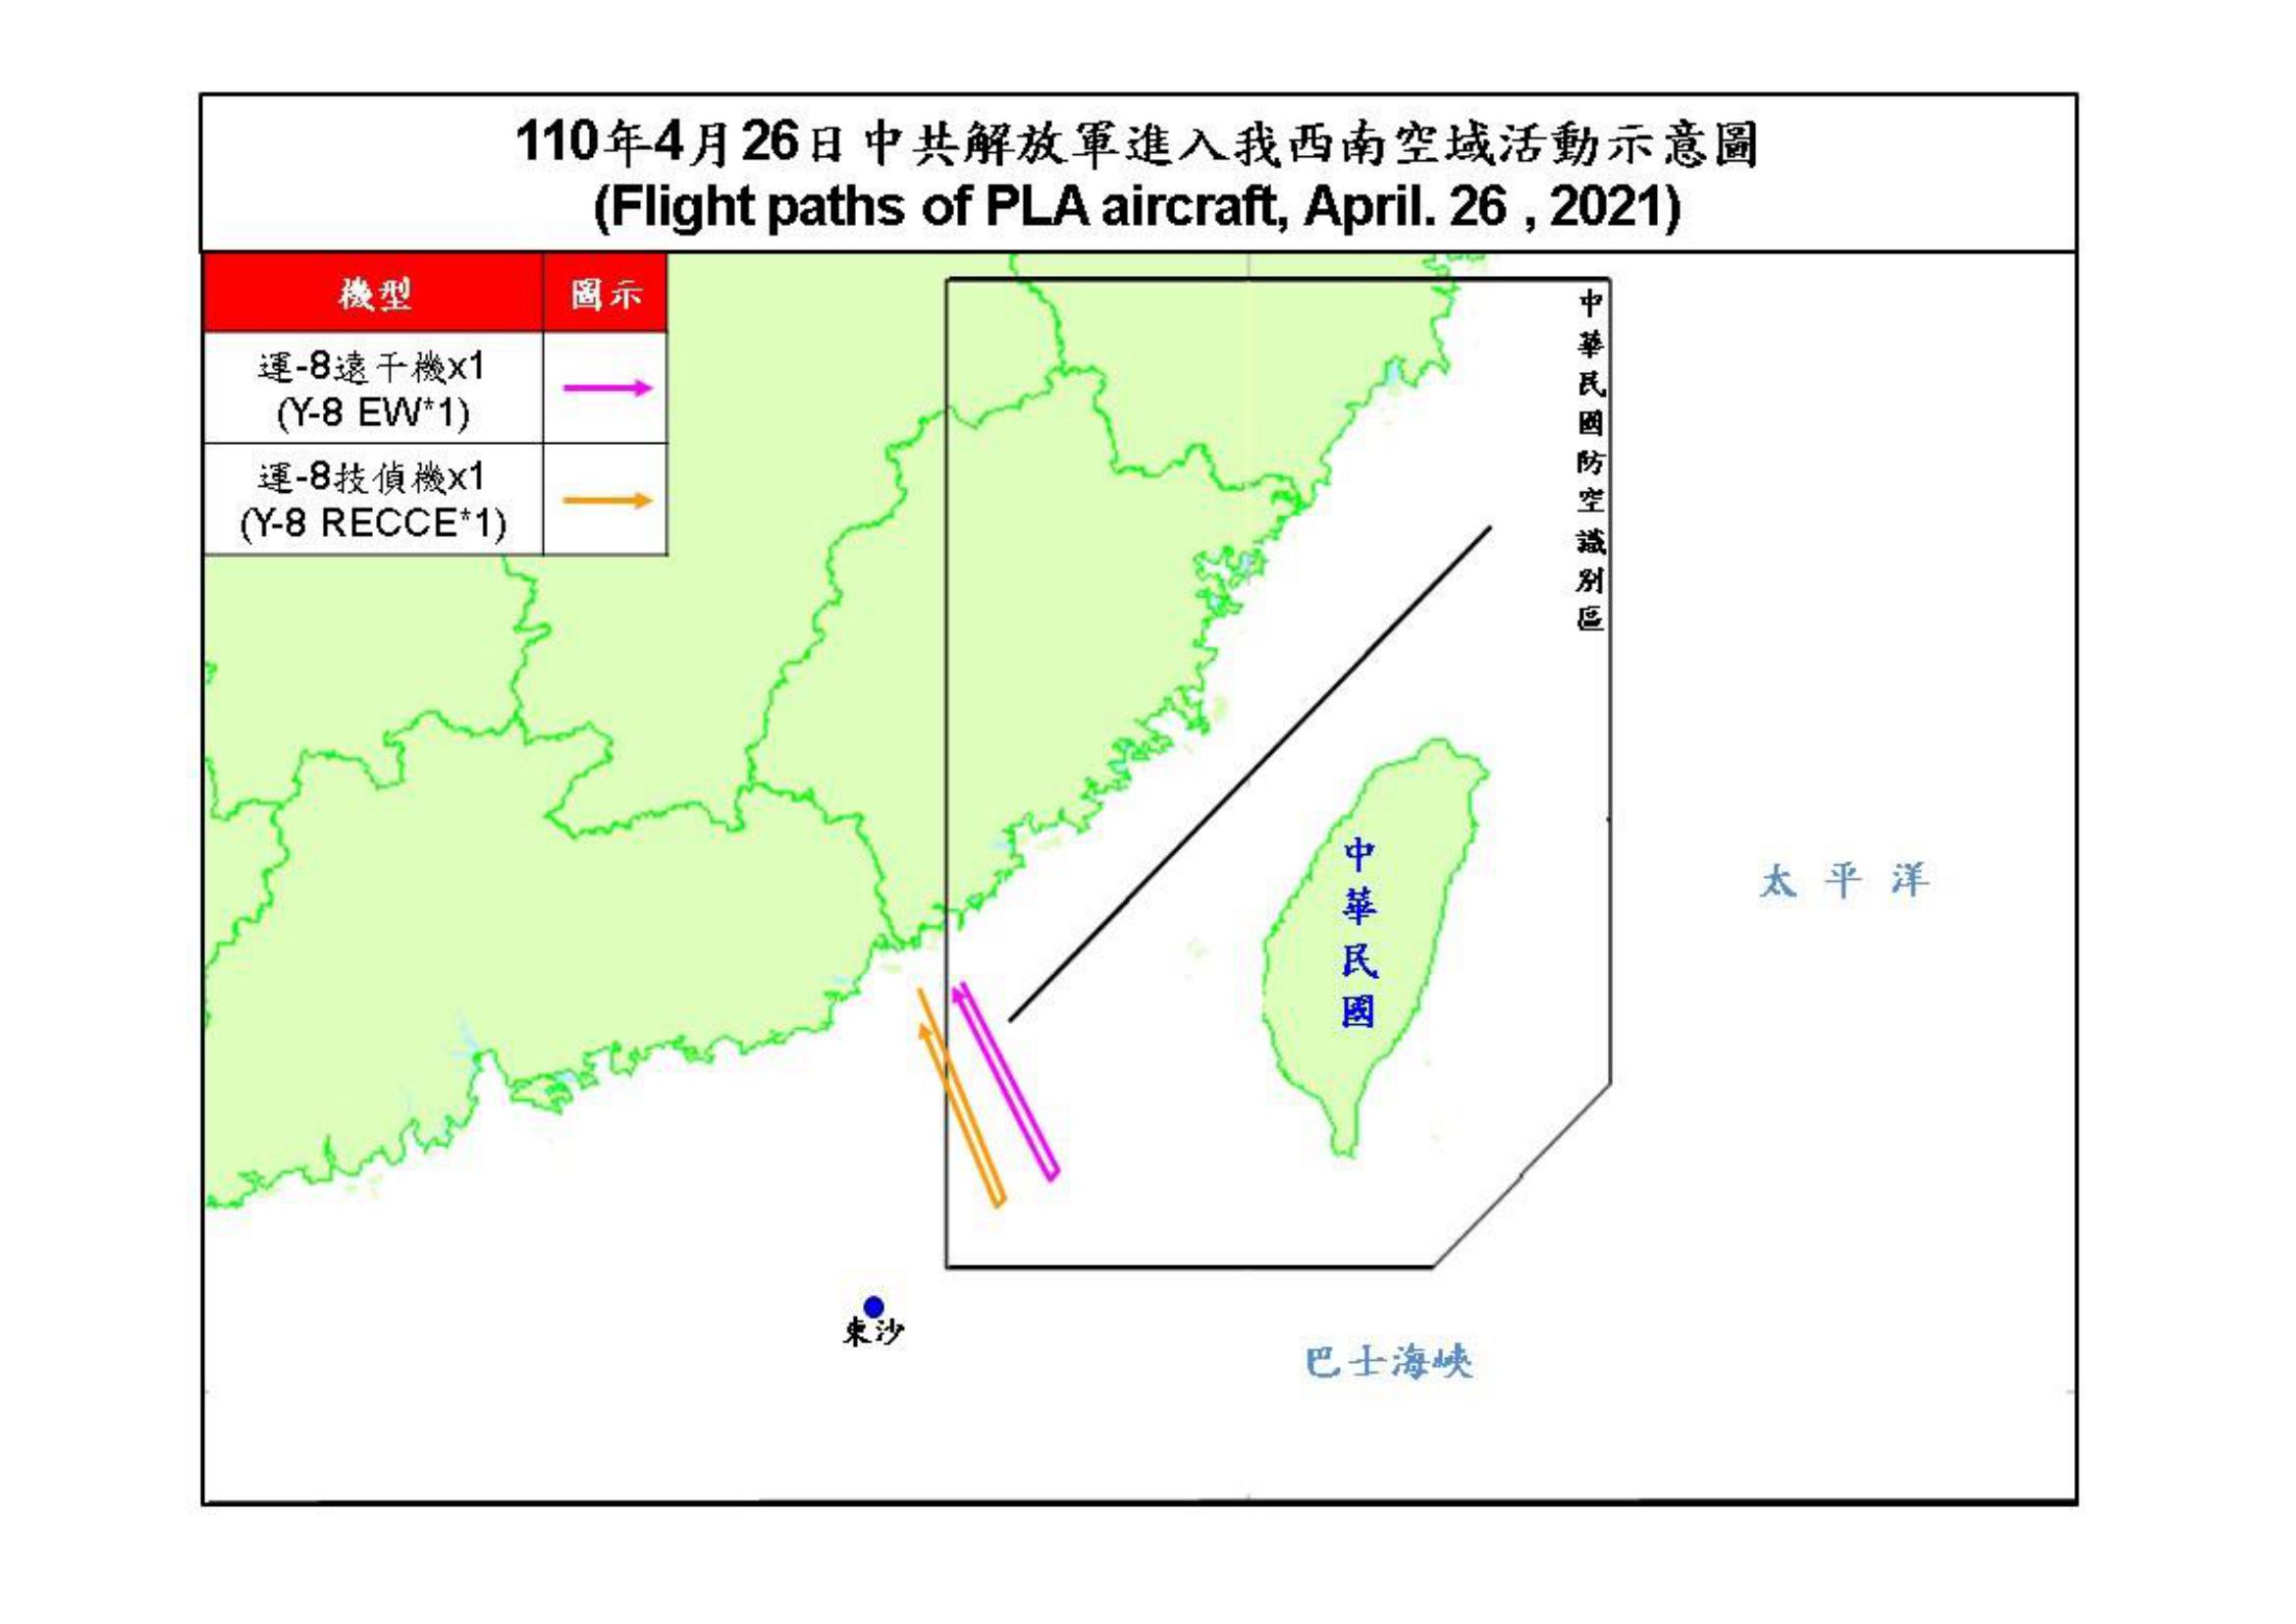 110年4月26日中共解放軍進入我西南空域活動示意圖
(Flight paths of PLA aircraft, April. 26 , 2021)
機型
圖示
運-8遠干機x1
(Y-8 EW*1)
運-8技偵機x1
(Y-8 RECCE*1)
中華民國防空識別區
中華民國
太平洋
東沙
巴士海峽